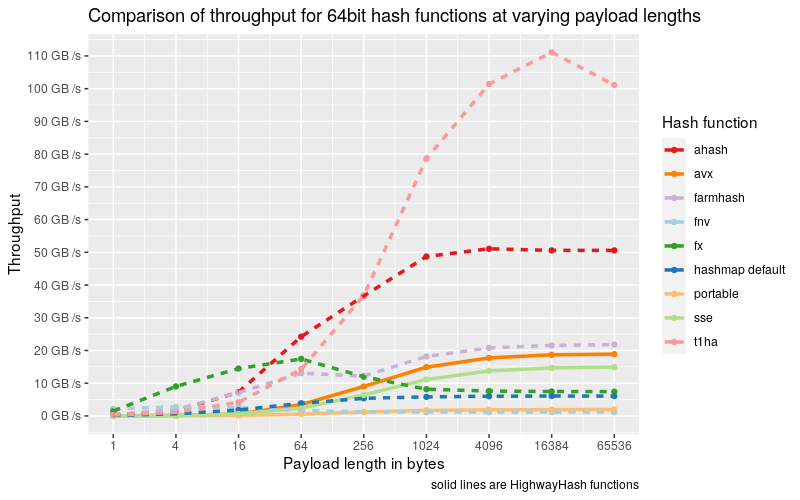 Comparison of throughput for 64bit hash functions at varying payload lengths
110 GB /s
100 GB /s
90 GB /s
80 GB /s
70 GB /s
60 GB /s
50 GB /s
40 GB /s
30 GB /s
20 GB /s
10 GB /s
0 GB /s
Throughput
1 4 16 64 256 1024 4096 16384 65536
Payload length in bytes
solid lines are HighwayHash functions
Hash function
ahash
avx
farmhash
fnv
fx
hashmap default
portable
sse
t1ha